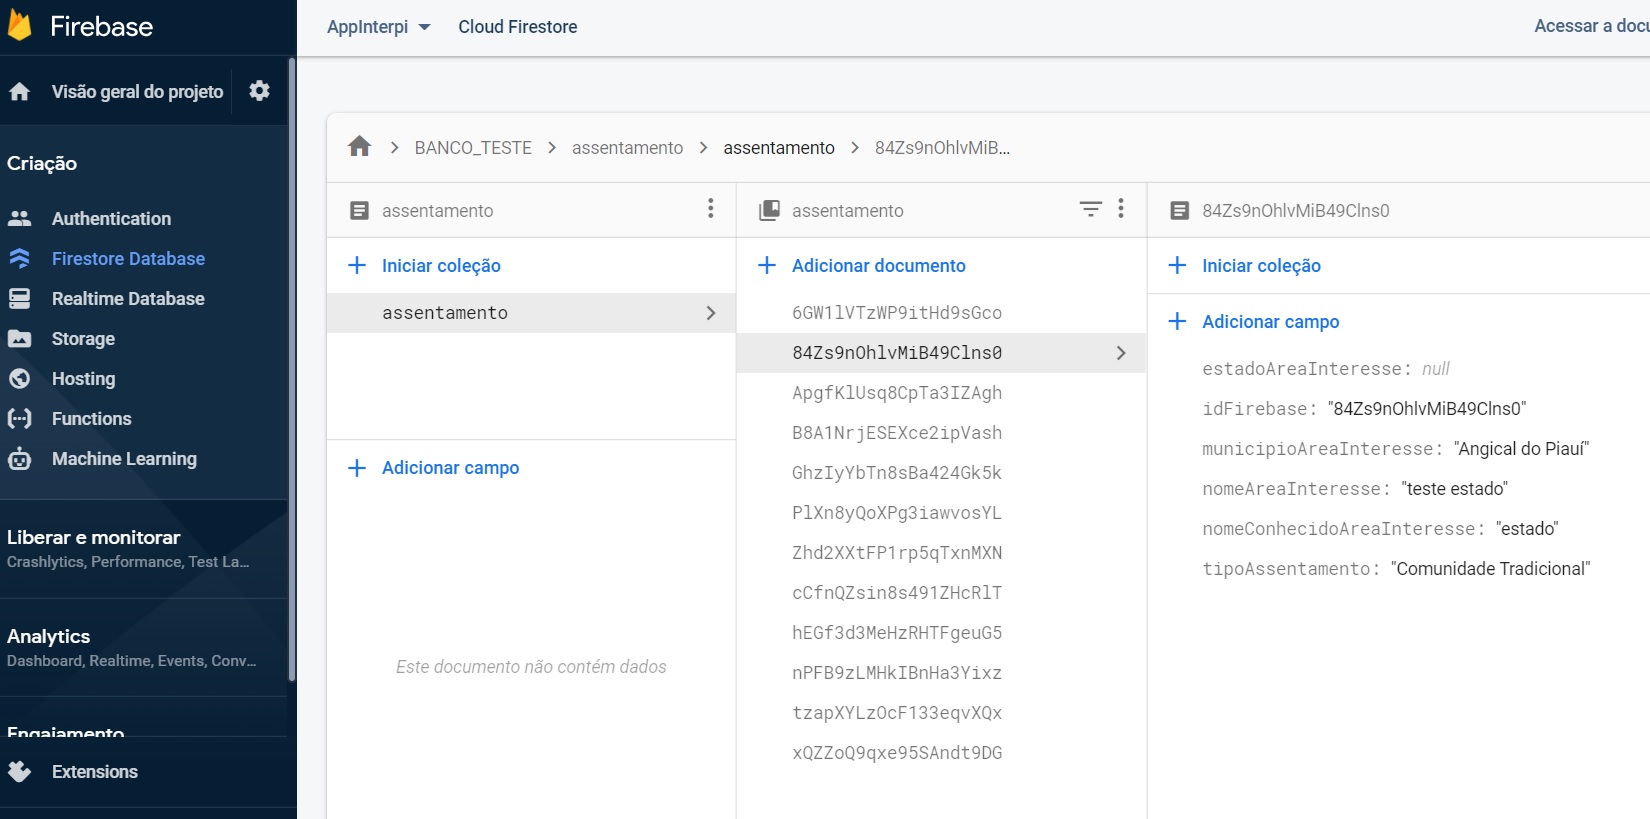 Firebase
AppInterpi
Cloud Firestore
Acessar a docu
Visão geral do projeto
BANCO_TESTE
assentamento
assentamento
84Zs9nOhlvMiB…
Criação
Authentication
Firestore Database
Realtime Database
Storage
Hosting
Functions
Machine Learning
Liberar e monitorar
Crashlytics, Performance, Test La…
Analytics
Dashboard, Realtime, Events, Conv…
Engajamento
Extensions
assentamento
Iniciar coleção
assentamento
Adicionar campo
Este documento não contém dados
assentamento
Adicionar documento
6GW1lVTzWP9itHd9sGco
84Zs9nOhlvMiB49Clns0
ApgfKlUsq8CpTa3IZAgh
B8A1NrjESEXce2ipVash
GhzIyYbTn8sBa424Gk5k
PlXn8yQoXPg3iawvosYL
Zhd2XXtFP1rp5qTxnMXN
cCfnQZsin8s491ZHcRlT
hEGf3d3MeHzRHTFgeuG5
nPFB9zLMHkIBnHa3Yixz
tzapXYLzOcF133eqvXQx
xQZZoQ9qxe95SAndt9DG
84Zs9nOhlvMiB49Clns0
Iniciar coleção
Adicionar campo
estadoAreaInteresse: null
idFirebase: "84Zs9nOhlvMiB49Clns0"
municipioAreaInteresse: "Angical do Piauí"
nomeAreaInteresse: "teste estado"
nomeConhecidoAreaInteresse: "estado"
tipoAssentamento: "Comunidade Tradicional"